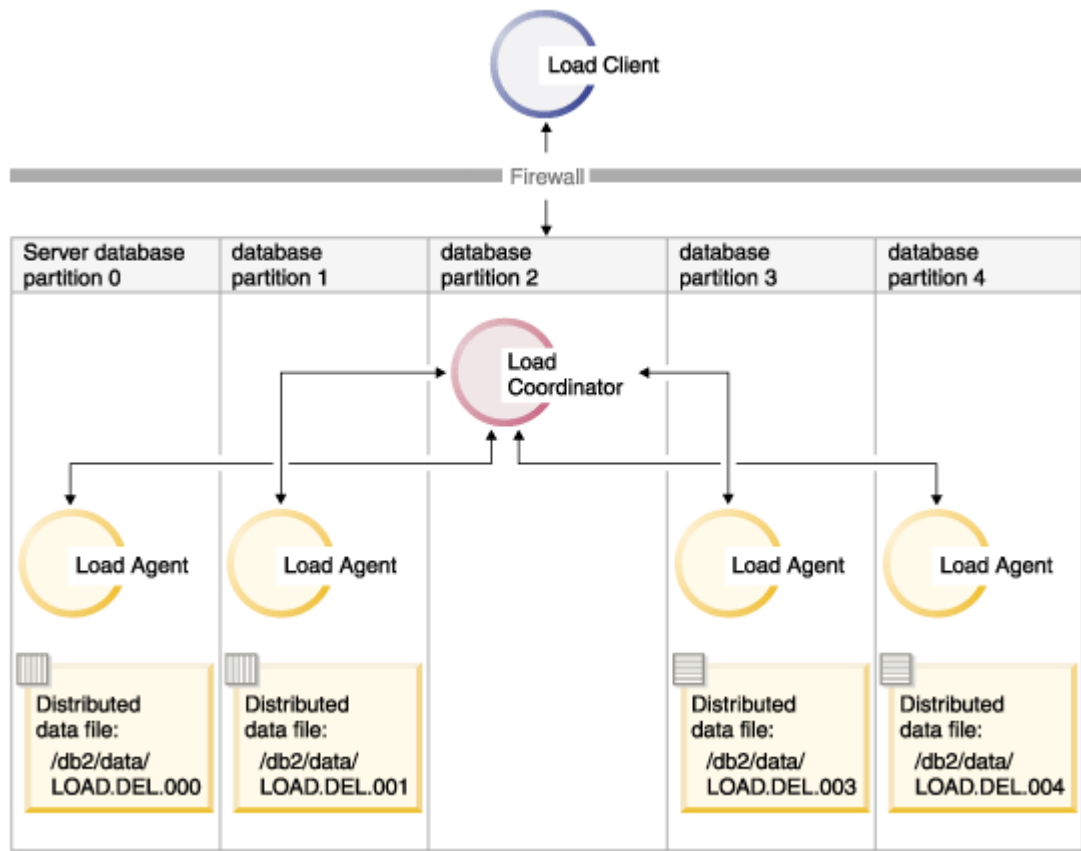 Load Client
Firewall
Server database
partition 0
database
partition 1
database
partition 2
database
partition 3
database
partition 4
Load
Coordinator
Load Agent
Load Agent
Load Agent
Load Agent
Distributed
data file:
/db2/data/
LOAD.DEL.000
Distributed
data file:
/db2/data/
LOAD.DEL.001
Distributed
data file:
/db2/data/
LOAD.DEL.003
Distributed
data file:
/db2/data/
LOAD.DEL.004